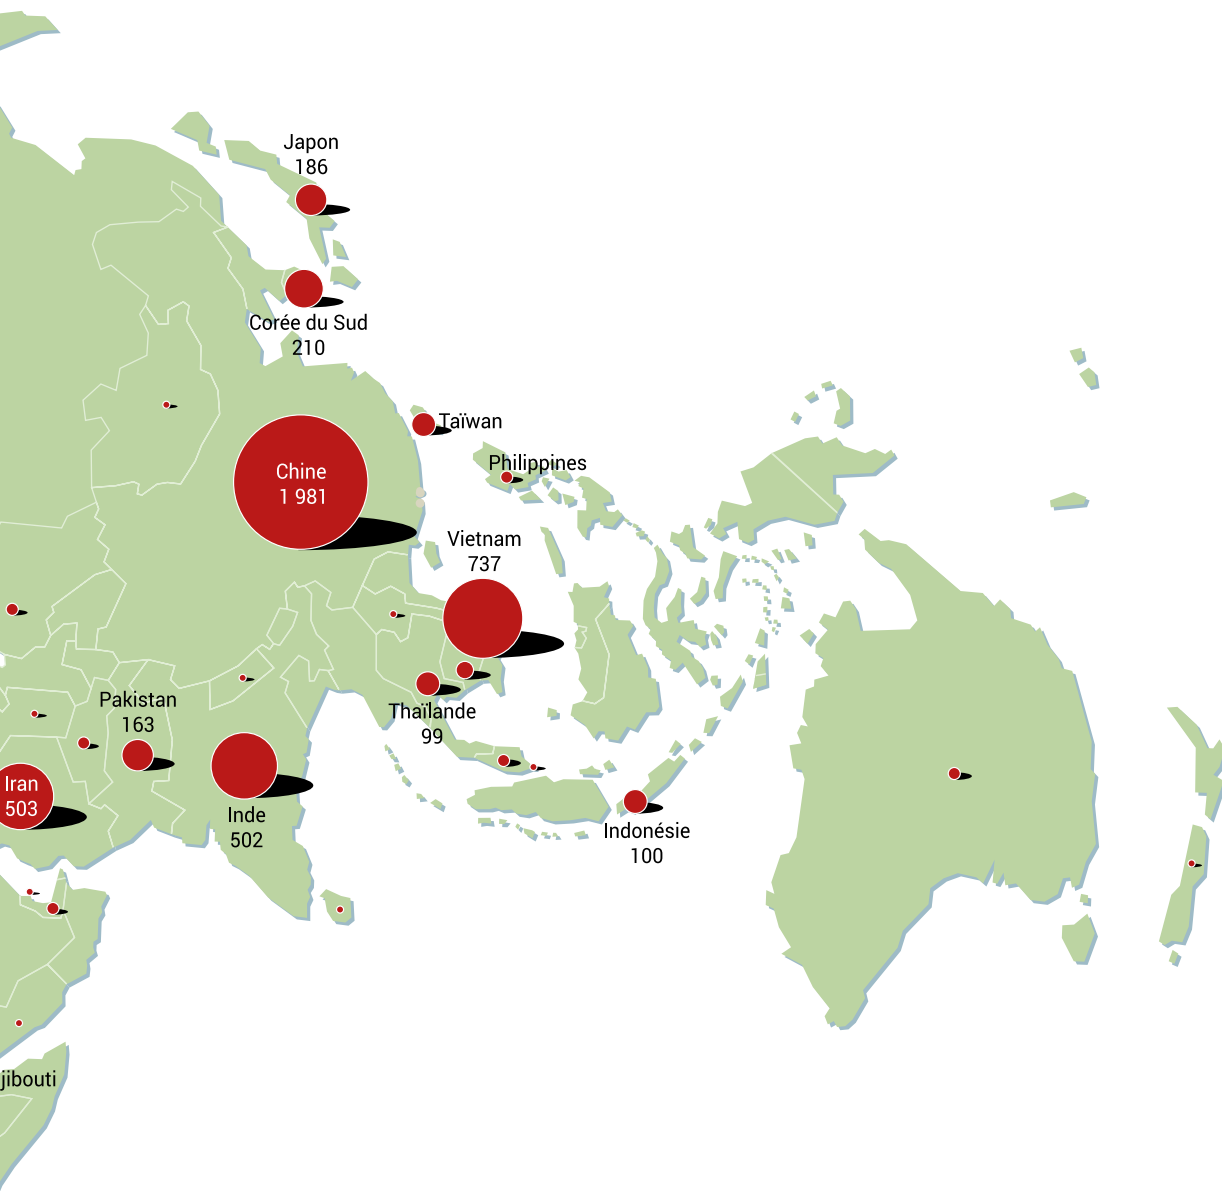 Japon
186
Corée du Sud
210
Taïwan
Philippines
Chine
1 981
Vietnam
737
Pakistan
163
Thaïlande
99
Iran
503
Inde
502
Indonésie
100
jibouti